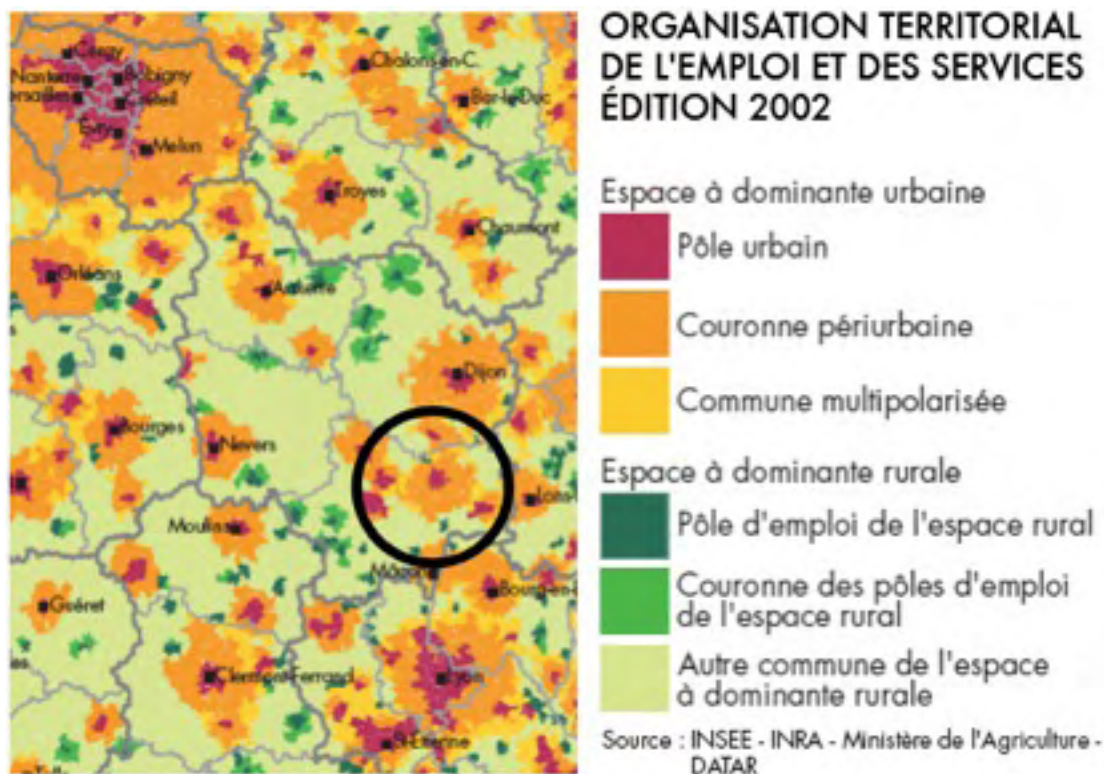 ORGANISATION TERRITORIAL
DE L'EMPLOI ET DES SERVICES
ÉDITION 2002
Espace à dominante urbaine
Pôle urbain
Couronne périurbaine
Commune multipolarisée
Espace à dominante rurale
Pôle d'emploi de l'espace rural
Couronne des pôles d'emploi
de l'espace rural
Autre commune de l'espace
à dominante rurale
Source : INSEE - INRA - Ministère de l'Agriculture -
DATAR
Cergy
Nanterre
Bobigny
Créteil
Évry
Melun
Chalons-en-C.
Bar-le-Duc
Troyes
Chaumont
Orléans
Auxerre
Dijon
Bourges
Nevers
Moulins
Mâcon
Guéret
Clermont-Ferrand
Lyon
St-Etienne